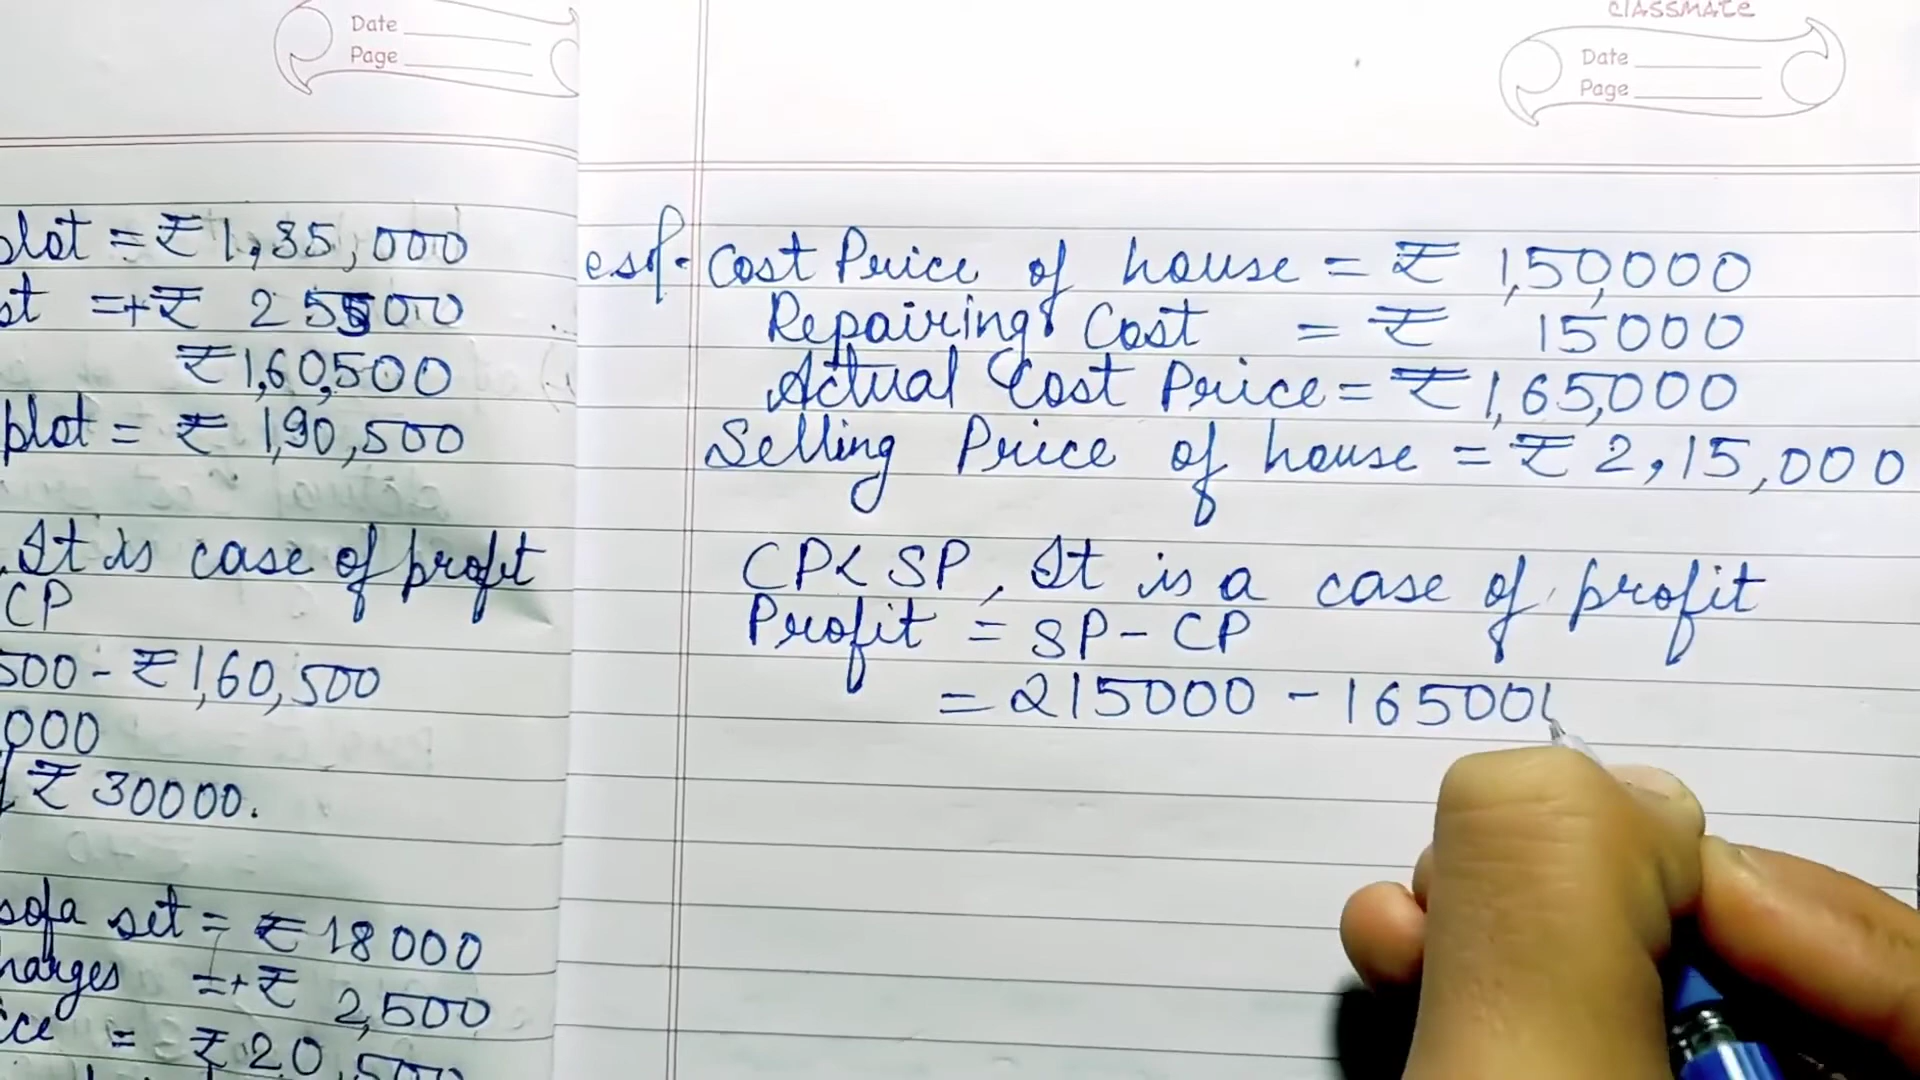 Date
Page
plot = ₹ 1,35,000
st =+₹ 25500
₹1,60,500
plot = ₹ 1,90,500
It is case of profit
CP
500 - ₹1,60,500
000
₹ 30000.
sofa set = ₹ 18000
harges =+ ₹ 2,500
ice = ₹ 20,500
CLASSMATE
Date
Page
Cost Price of house = ₹ 1,50,000
Repairing Cost = ₹ 15000
Actual Cost Price = ₹ 1,65,000
Selling Price of house = ₹ 2,15,000
CP< SP, It is a case of profit
Profit = SP - CP
= 215000 - 16500